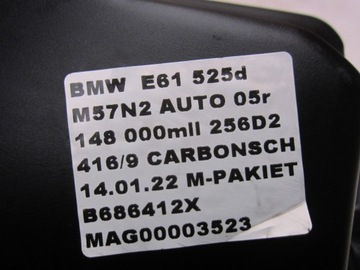 BMW E61 525d
M57N2 AUTO 05r
148 000mil 256D2
416/9 CARBONSCH
14.01.22 M-PAKIET
B686412X
MAG00003523